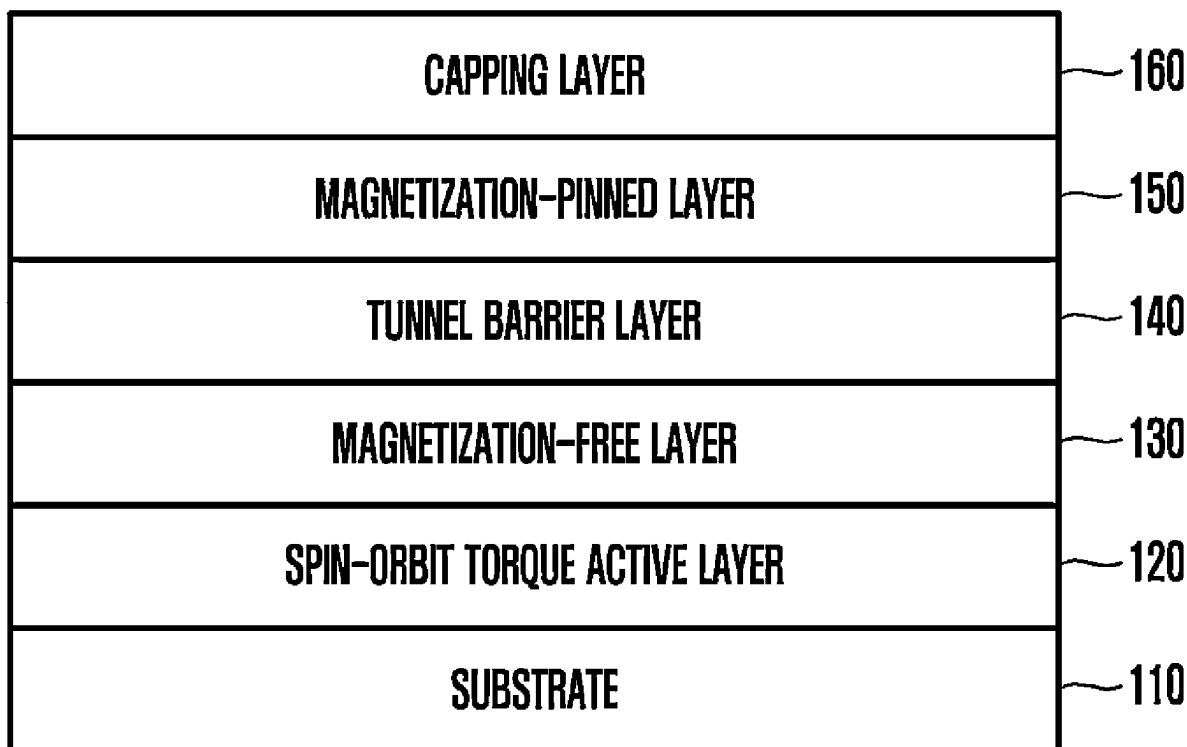 CAPPING LAYER 160
MAGNETIZATION-PINNED LAYER 150
TUNNEL BARRIER LAYER 140
MAGNETIZATION-FREE LAYER 130
SPIN-ORBIT TORQUE ACTIVE LAYER 120
SUBSTRATE 110